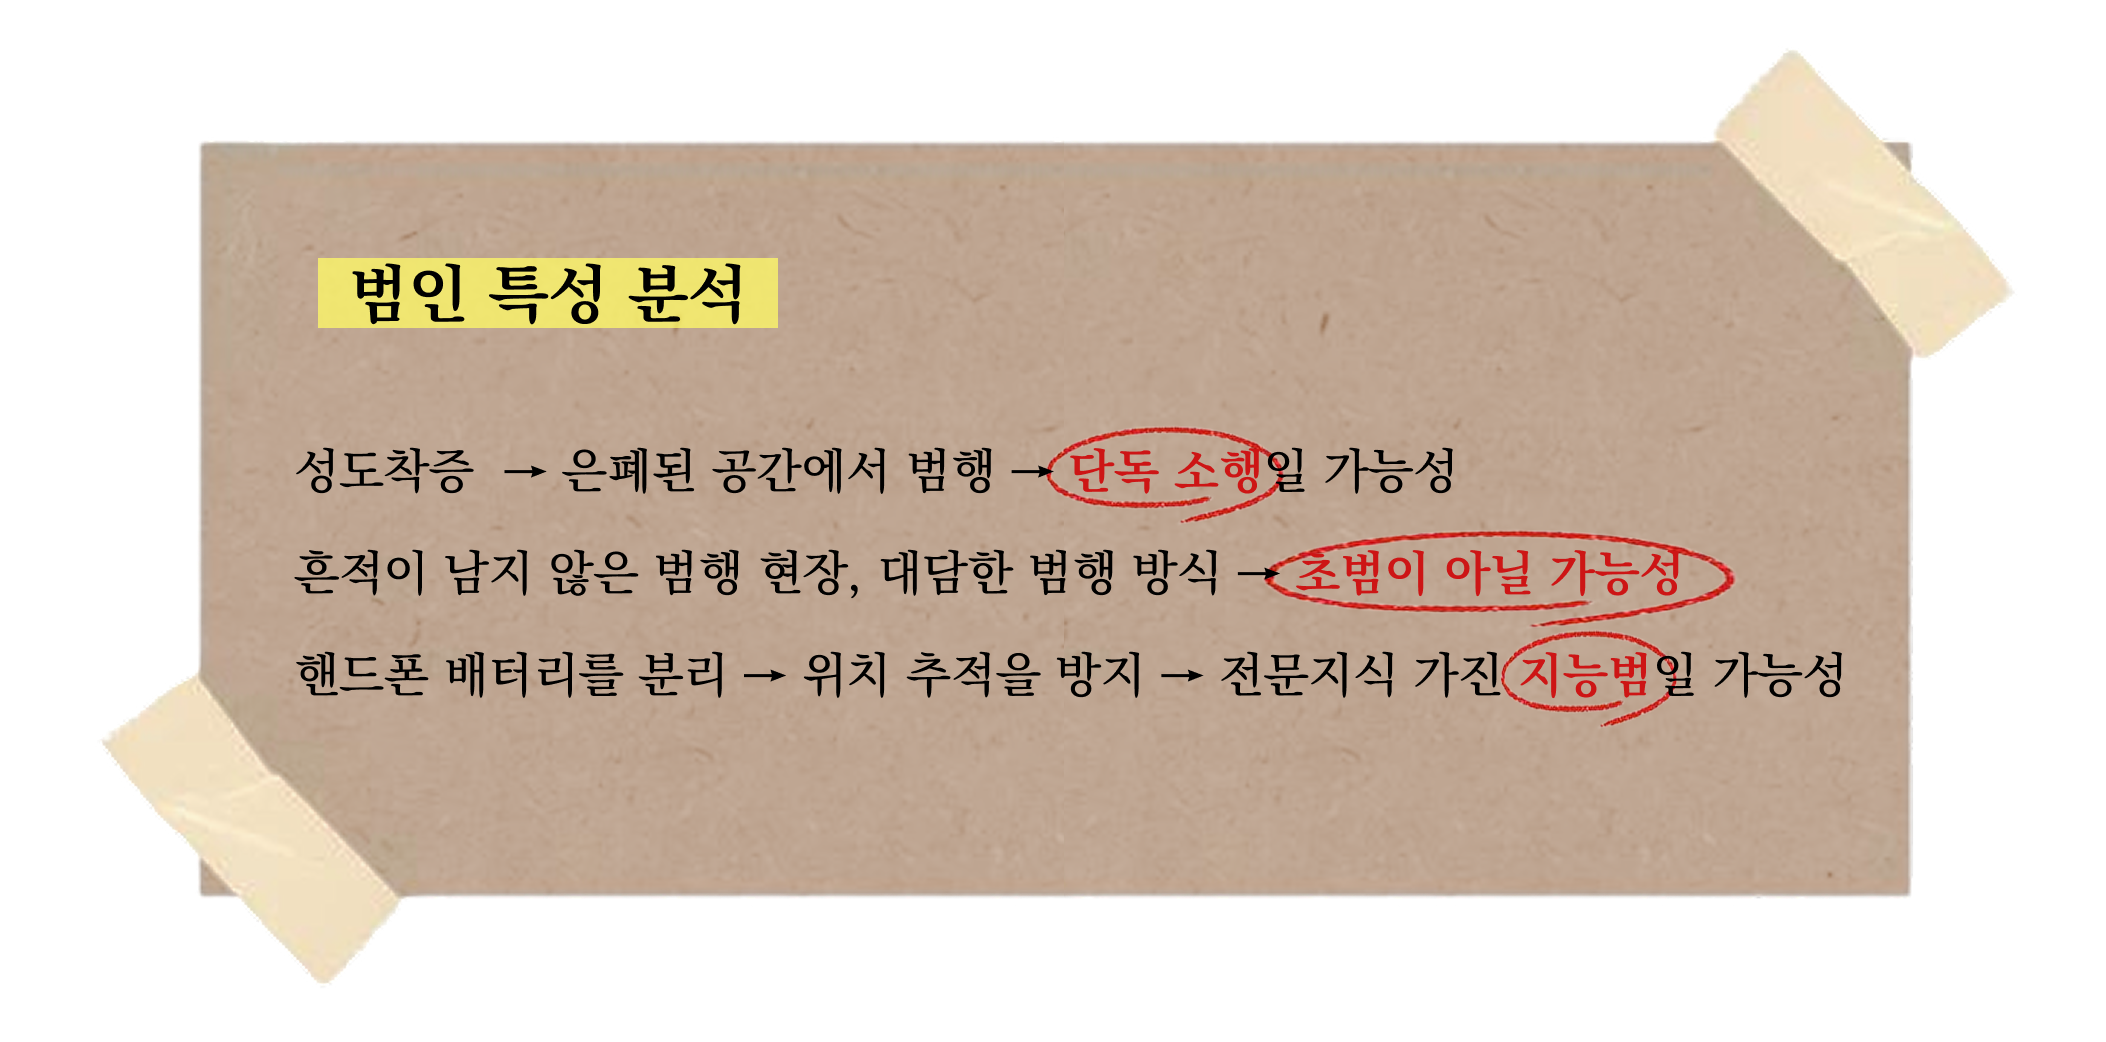 범인 특성 분석
성도착증 → 은폐된 공간에서 범행 → 단독 소행일 가능성
흔적이 남지 않은 범행 현장, 대담한 범행 방식 → 초범이 아닐 가능성
핸드폰 배터리를 분리 → 위치 추적을 방지 → 전문지식 가진 지능범일 가능성